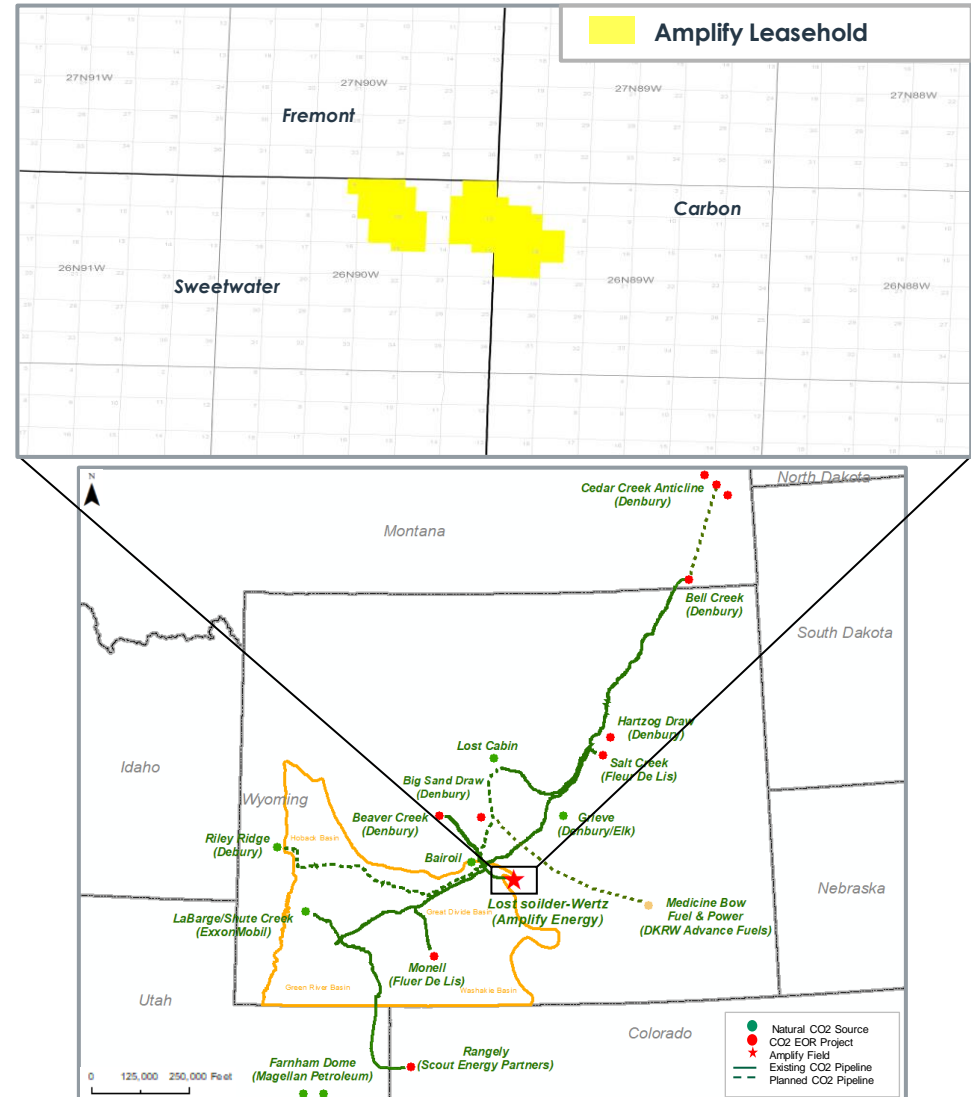 Amplify Leasehold
27N91W
27N90W
27N89W
27N88W
Fremont
Carbon
26N91W
26N90W
26N89W
26N88W
Sweetwater
N
North Dakota
Cedar Creek Anticline
(Denbury)
Montana
Bell Creek
(Denbury)
South Dakota
Hartzog Draw
(Denbury)
Lost Cabin
Salt Creek
(Fleur De Lis)
Idaho
Big Sand Draw
(Denbury)
Wyoming
Beaver Creek
(Denbury)
Grieve
(Denbury/Elk)
Riley Ridge
(Debury)
Hoback Basin
Bairoil
Nebraska
Lost soilder-Wertz
(Amplify Energy)
Medicine Bow
Fuel & Power
(DKRW Advance Fuels)
LaBarge/Shute Creek
(ExxonMobil)
Great Divide Basin
Monell
(Fluer De Lis)
Green River Basin
Washakie Basin
Utah
Colorado
Rangely
(Scout Energy Partners)
Farnham Dome
(Magellan Petroleum)
0 125,000 250,000 Feet
Natural CO2 Source
CO2 EOR Project
Amplify Field
Existing CO2 Pipeline
Planned CO2 Pipeline